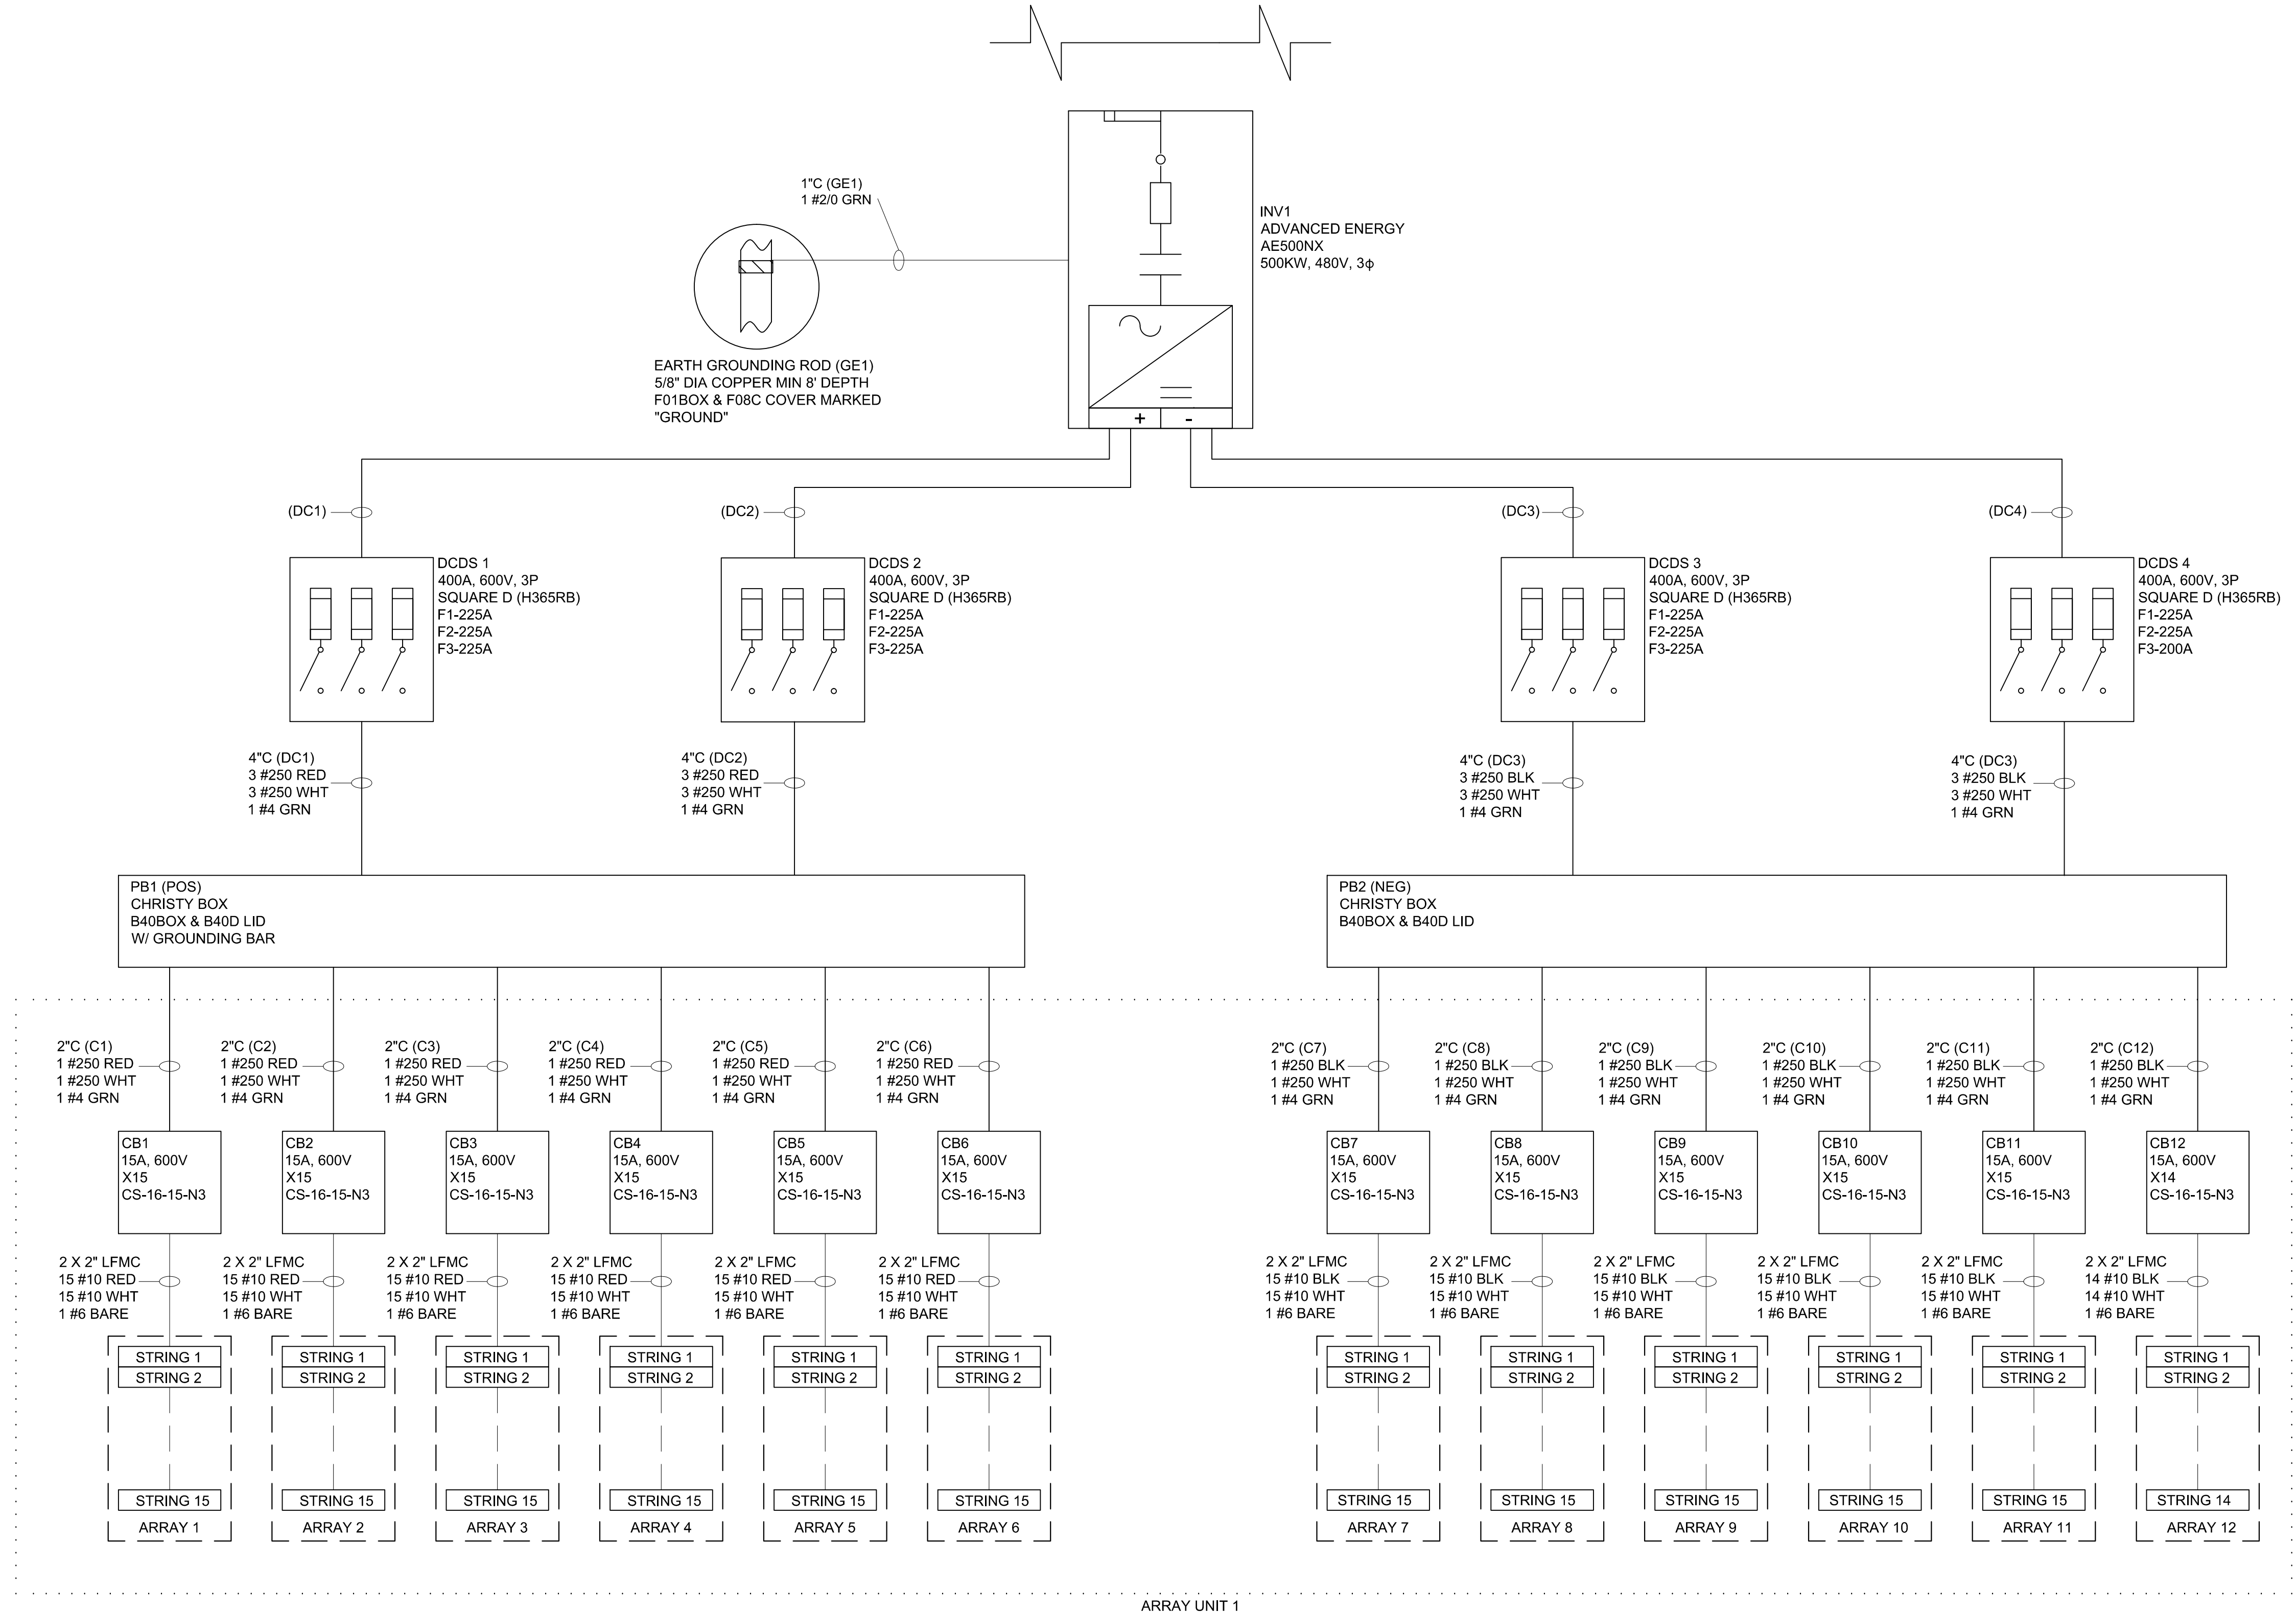 1"C (GE1)
1 #2/0 GRN
INV1
ADVANCED ENERGY
AE500NX
500KW, 480V, 3ϕ
EARTH GROUNDING ROD (GE1)
5/8" DIA COPPER MIN 8' DEPTH
F01BOX & F08C COVER MARKED
"GROUND"
+
-
(DC1)
(DC2)
(DC3)
(DC4)
DCDS 1
400A, 600V, 3P
SQUARE D (H365RB)
F1-225A
F2-225A
F3-225A
DCDS 2
400A, 600V, 3P
SQUARE D (H365RB)
F1-225A
F2-225A
F3-225A
DCDS 3
400A, 600V, 3P
SQUARE D (H365RB)
F1-225A
F2-225A
F3-225A
DCDS 4
400A, 600V, 3P
SQUARE D (H365RB)
F1-225A
F2-225A
F3-200A
4"C (DC1)
3 #250 RED
3 #250 WHT
1 #4 GRN
4"C (DC2)
3 #250 RED
3 #250 WHT
1 #4 GRN
4"C (DC3)
3 #250 BLK
3 #250 WHT
1 #4 GRN
4"C (DC3)
3 #250 BLK
3 #250 WHT
1 #4 GRN
PB1 (POS)
CHRISTY BOX
B40BOX & B40D LID
W/ GROUNDING BAR
PB2 (NEG)
CHRISTY BOX
B40BOX & B40D LID
2"C (C1)
1 #250 RED
1 #250 WHT
1 #4 GRN
2"C (C2)
1 #250 RED
1 #250 WHT
1 #4 GRN
2"C (C3)
1 #250 RED
1 #250 WHT
1 #4 GRN
2"C (C4)
1 #250 RED
1 #250 WHT
1 #4 GRN
2"C (C5)
1 #250 RED
1 #250 WHT
1 #4 GRN
2"C (C6)
1 #250 RED
1 #250 WHT
1 #4 GRN
2"C (C7)
1 #250 BLK
1 #250 WHT
1 #4 GRN
2"C (C8)
1 #250 BLK
1 #250 WHT
1 #4 GRN
2"C (C9)
1 #250 BLK
1 #250 WHT
1 #4 GRN
2"C (C10)
1 #250 BLK
1 #250 WHT
1 #4 GRN
2"C (C11)
1 #250 BLK
1 #250 WHT
1 #4 GRN
2"C (C12)
1 #250 BLK
1 #250 WHT
1 #4 GRN
CB1
15A, 600V
X15
CS-16-15-N3
CB2
15A, 600V
X15
CS-16-15-N3
CB3
15A, 600V
X15
CS-16-15-N3
CB4
15A, 600V
X15
CS-16-15-N3
CB5
15A, 600V
X15
CS-16-15-N3
CB6
15A, 600V
X15
CS-16-15-N3
CB7
15A, 600V
X15
CS-16-15-N3
CB8
15A, 600V
X15
CS-16-15-N3
CB9
15A, 600V
X15
CS-16-15-N3
CB10
15A, 600V
X15
CS-16-15-N3
CB11
15A, 600V
X15
CS-16-15-N3
CB12
15A, 600V
X14
CS-16-15-N3
2 X 2" LFMC
15 #10 RED
15 #10 WHT
1 #6 BARE
2 X 2" LFMC
15 #10 RED
15 #10 WHT
1 #6 BARE
2 X 2" LFMC
15 #10 RED
15 #10 WHT
1 #6 BARE
2 X 2" LFMC
15 #10 RED
15 #10 WHT
1 #6 BARE
2 X 2" LFMC
15 #10 RED
15 #10 WHT
1 #6 BARE
2 X 2" LFMC
15 #10 RED
15 #10 WHT
1 #6 BARE
2 X 2" LFMC
15 #10 BLK
15 #10 WHT
1 #6 BARE
2 X 2" LFMC
15 #10 BLK
15 #10 WHT
1 #6 BARE
2 X 2" LFMC
15 #10 BLK
15 #10 WHT
1 #6 BARE
2 X 2" LFMC
15 #10 BLK
15 #10 WHT
1 #6 BARE
2 X 2" LFMC
15 #10 BLK
15 #10 WHT
1 #6 BARE
2 X 2" LFMC
14 #10 BLK
14 #10 WHT
1 #6 BARE
STRING 1
STRING 2
STRING 15
ARRAY 1
STRING 1
STRING 2
STRING 15
ARRAY 2
STRING 1
STRING 2
STRING 15
ARRAY 3
STRING 1
STRING 2
STRING 15
ARRAY 4
STRING 1
STRING 2
STRING 15
ARRAY 5
STRING 1
STRING 2
STRING 15
ARRAY 6
STRING 1
STRING 2
STRING 15
ARRAY 7
STRING 1
STRING 2
STRING 15
ARRAY 8
STRING 1
STRING 2
STRING 15
ARRAY 9
STRING 1
STRING 2
STRING 15
ARRAY 10
STRING 1
STRING 2
STRING 15
ARRAY 11
STRING 1
STRING 2
STRING 14
ARRAY 12
ARRAY UNIT 1